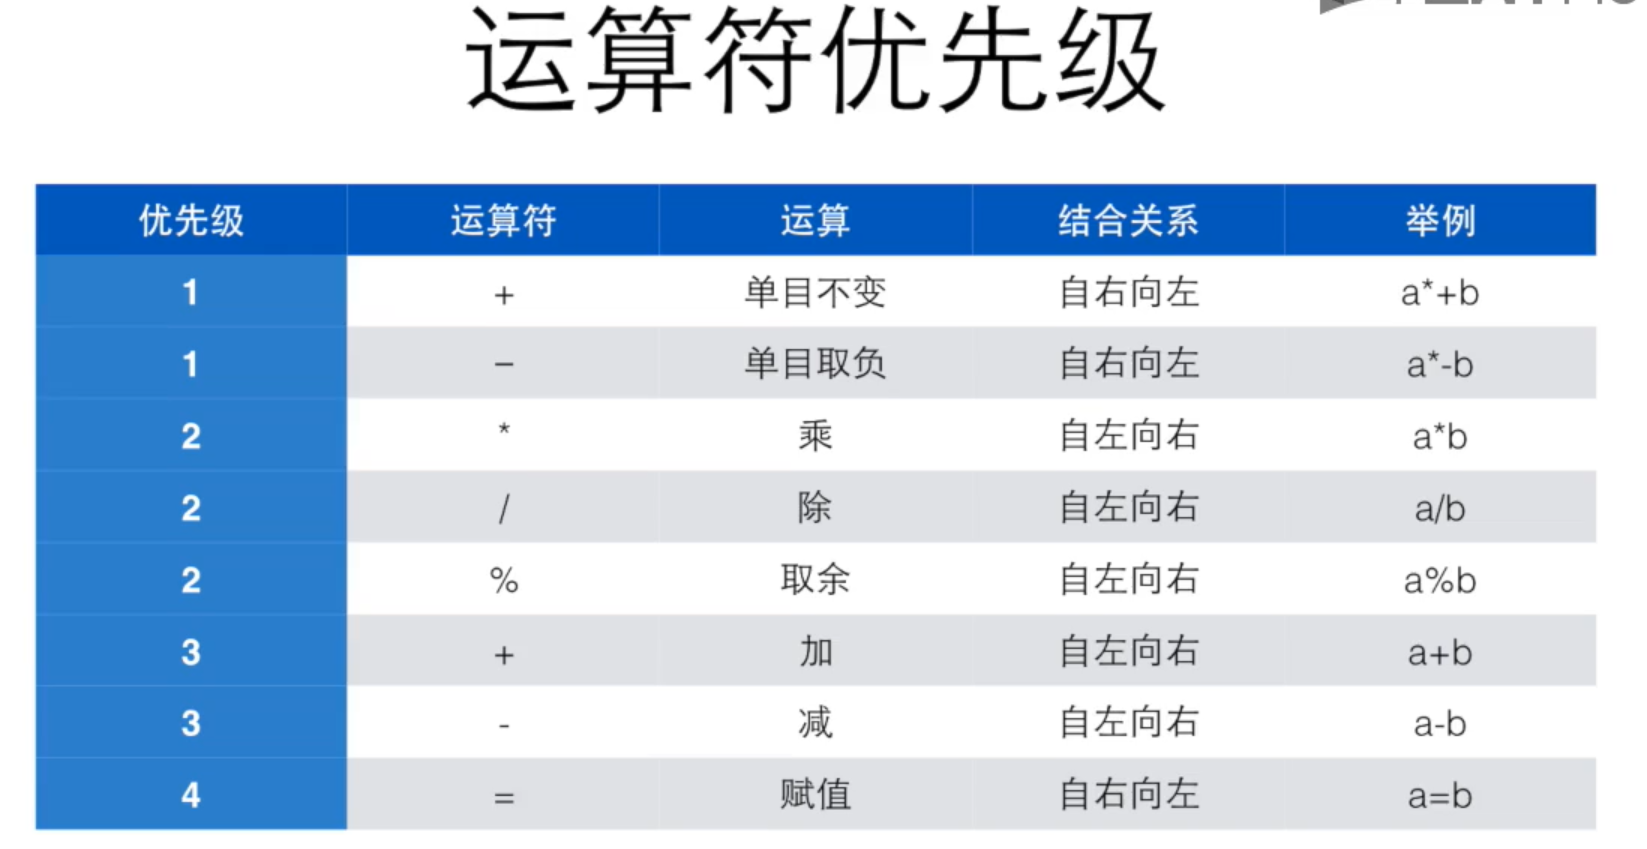 运算符优先级
优先级 运算符 运算 结合关系 举例
1 + 单目不变 自右向左 a*+b
1 − 单目取负 自右向左 a*-b
2 * 乘 自左向右 a*b
2 / 除 自左向右 a/b
2 % 取余 自左向右 a%b
3 + 加 自左向右 a+b
3 - 减 自左向右 a-b
4 = 赋值 自右向左 a=b